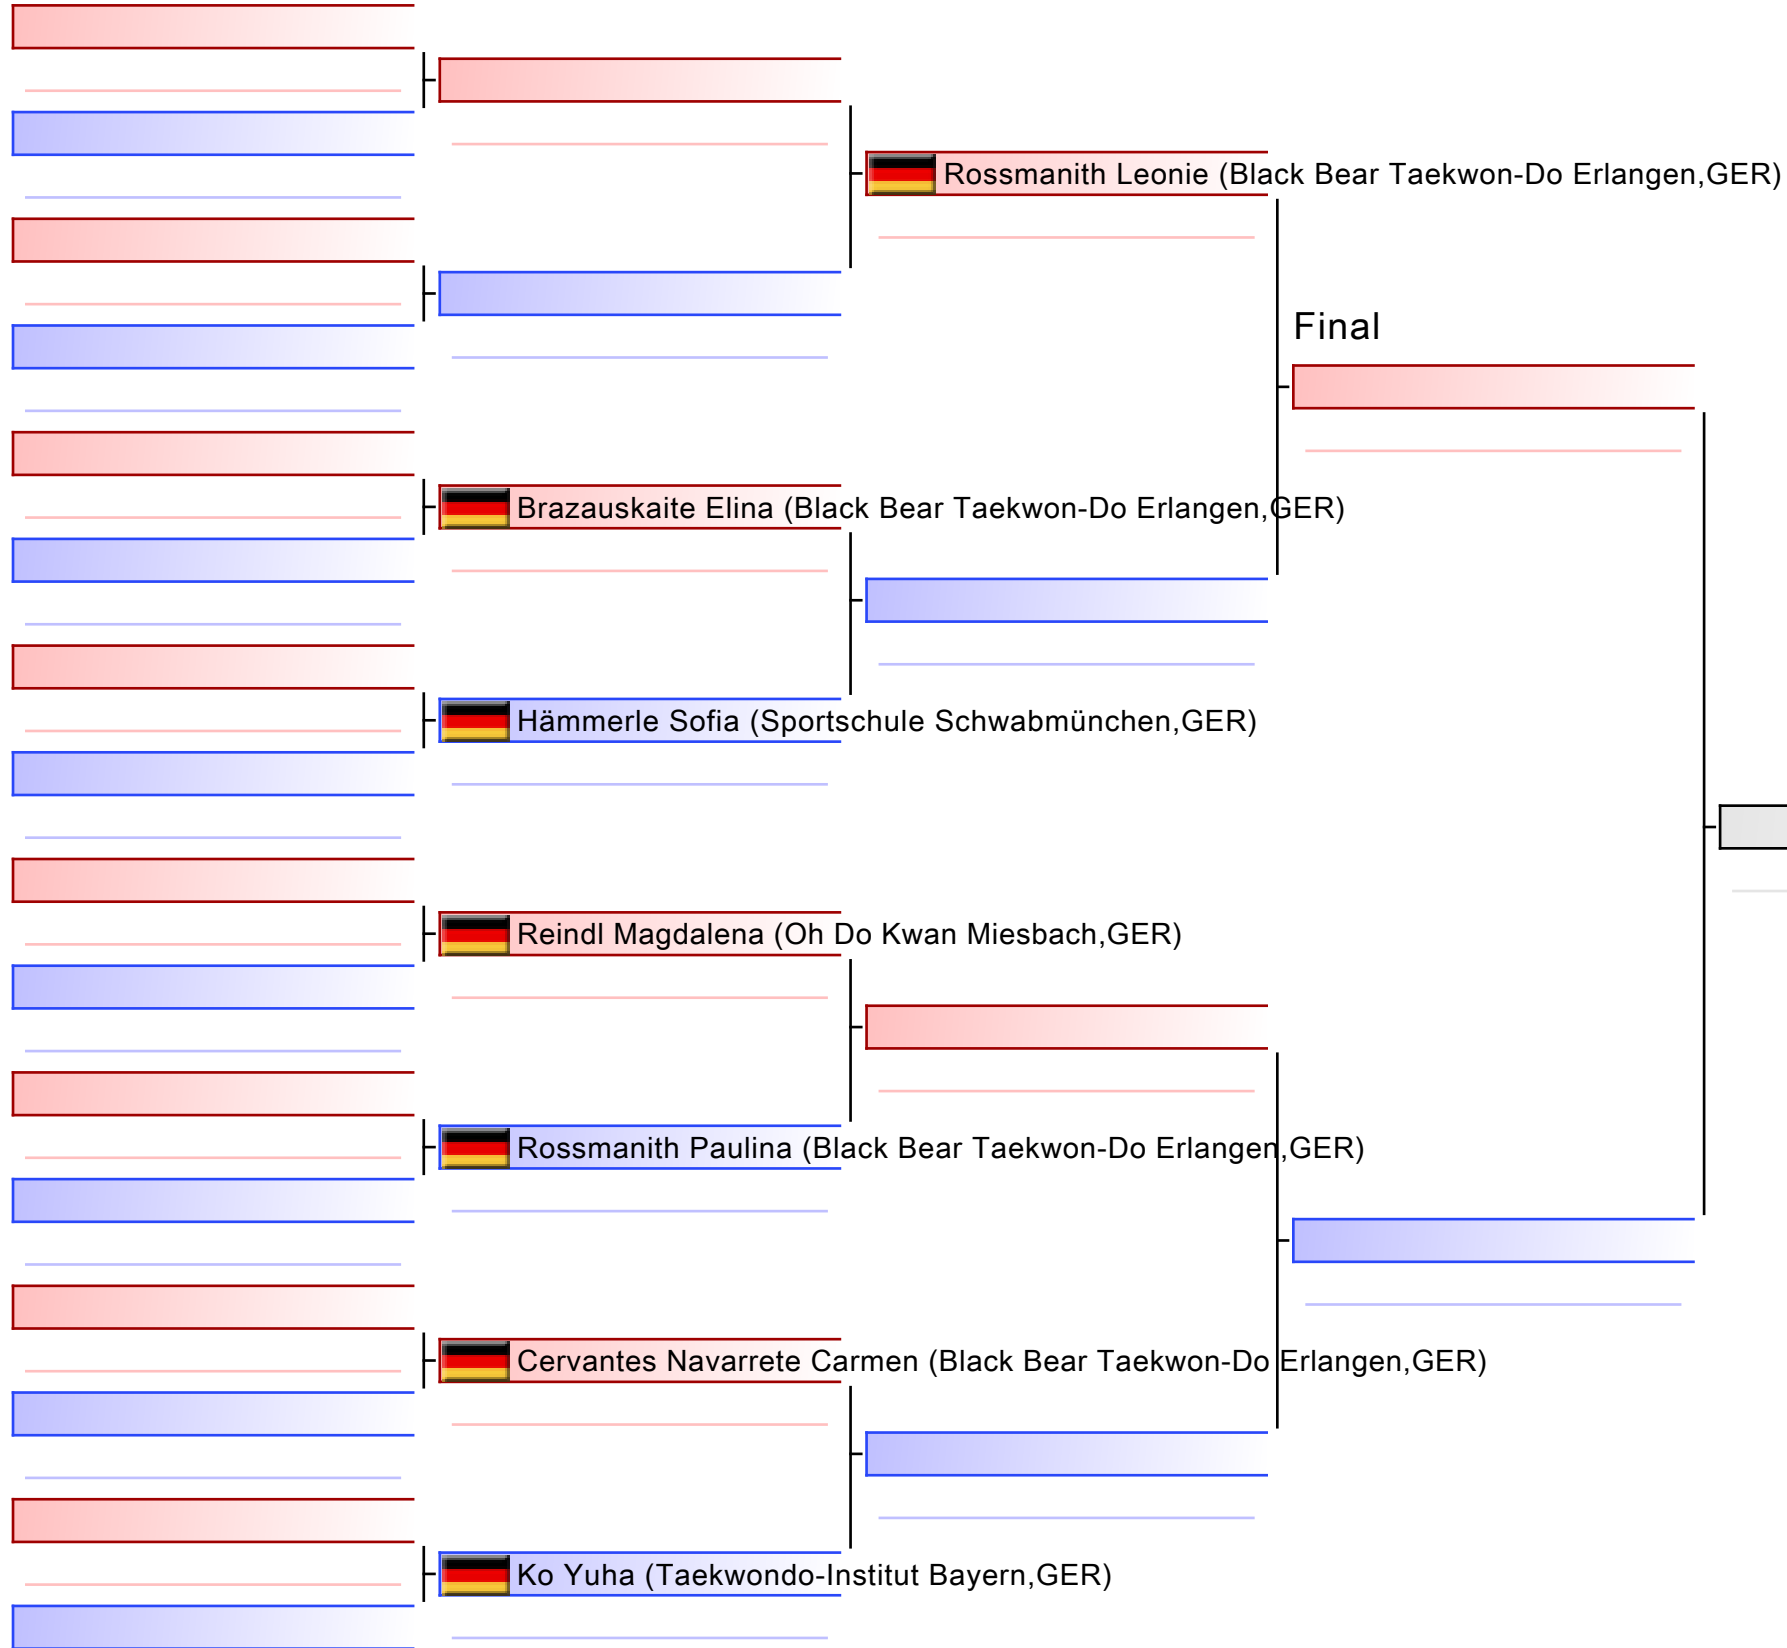 Rossmanith Leonie (Black Bear Taekwon-Do Erlangen,GER)
Final
Brazauskaite Elina (Black Bear Taekwon-Do Erlangen,GER)
Hämmerle Sofia (Sportschule Schwabmünchen,GER)
Reindl Magdalena (Oh Do Kwan Miesbach,GER)
Rossmanith Paulina (Black Bear Taekwon-Do Erlangen,GER)
Cervantes Navarrete Carmen (Black Bear Taekwon-Do Erlangen,GER)
Ko Yuha (Taekwondo-Institut Bayern,GER)